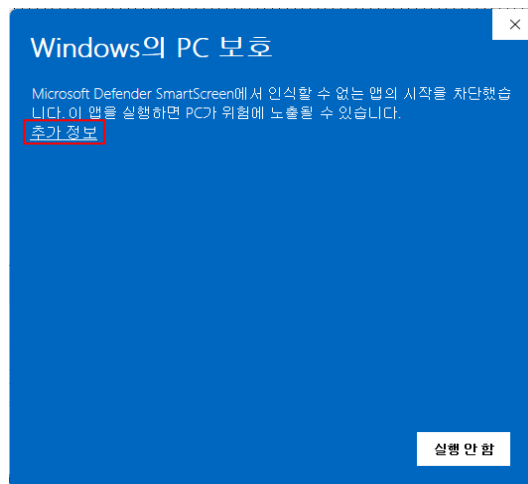 Windows의 PC 보호
Microsoft Defender SmartScreen에서 인식할 수 없는 앱의 시작을 차단했습
니다. 이 앱을 실행하면 PC가 위험에 노출될 수 있습니다.
추가 정보
실행 안 함